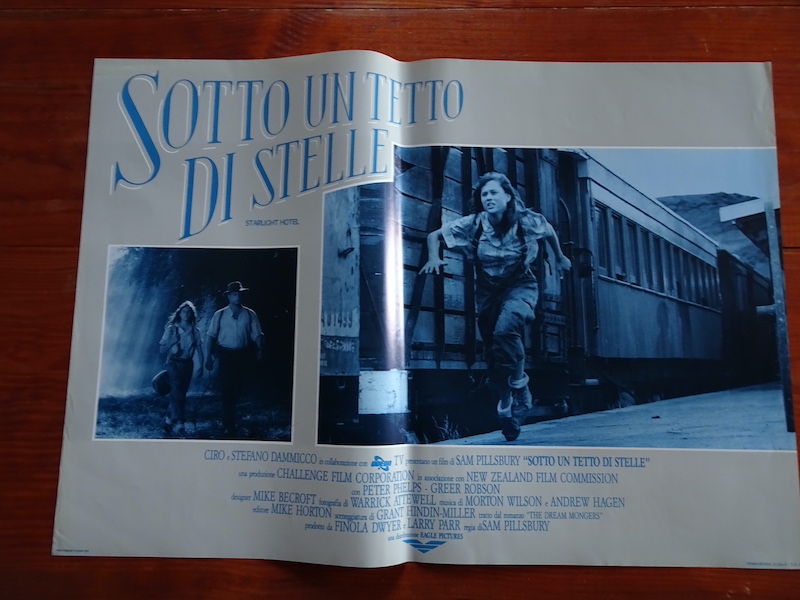 SOTTO UN TETTO
DI STELLE
STARLIGHT HOTEL
CIRO e STEFANO DAMMICCO in collaborazione con TV presentano un film di SAM PILLSBURY "SOTTO UN TETTO DI STELLE"
una produzione CHALLENGE FILM CORPORATION in associazione con NEW ZEALAND FILM COMMISSION
con PETER PHELPS - GREER ROBSON
designer MIKE BECROFT fotografia di WARRICK ATTEWELL musica di MORTON WILSON e ANDREW HAGEN
editore MIKE HORTON sceneggiatura di GRANT HINDIN-MILLER tratto dal romanzo "THE DREAM MONGERS"
prodotto da FINOLA DWYER e LARRY PARR regia di SAM PILLSBURY
una distribuzione EAGLE PICTURES